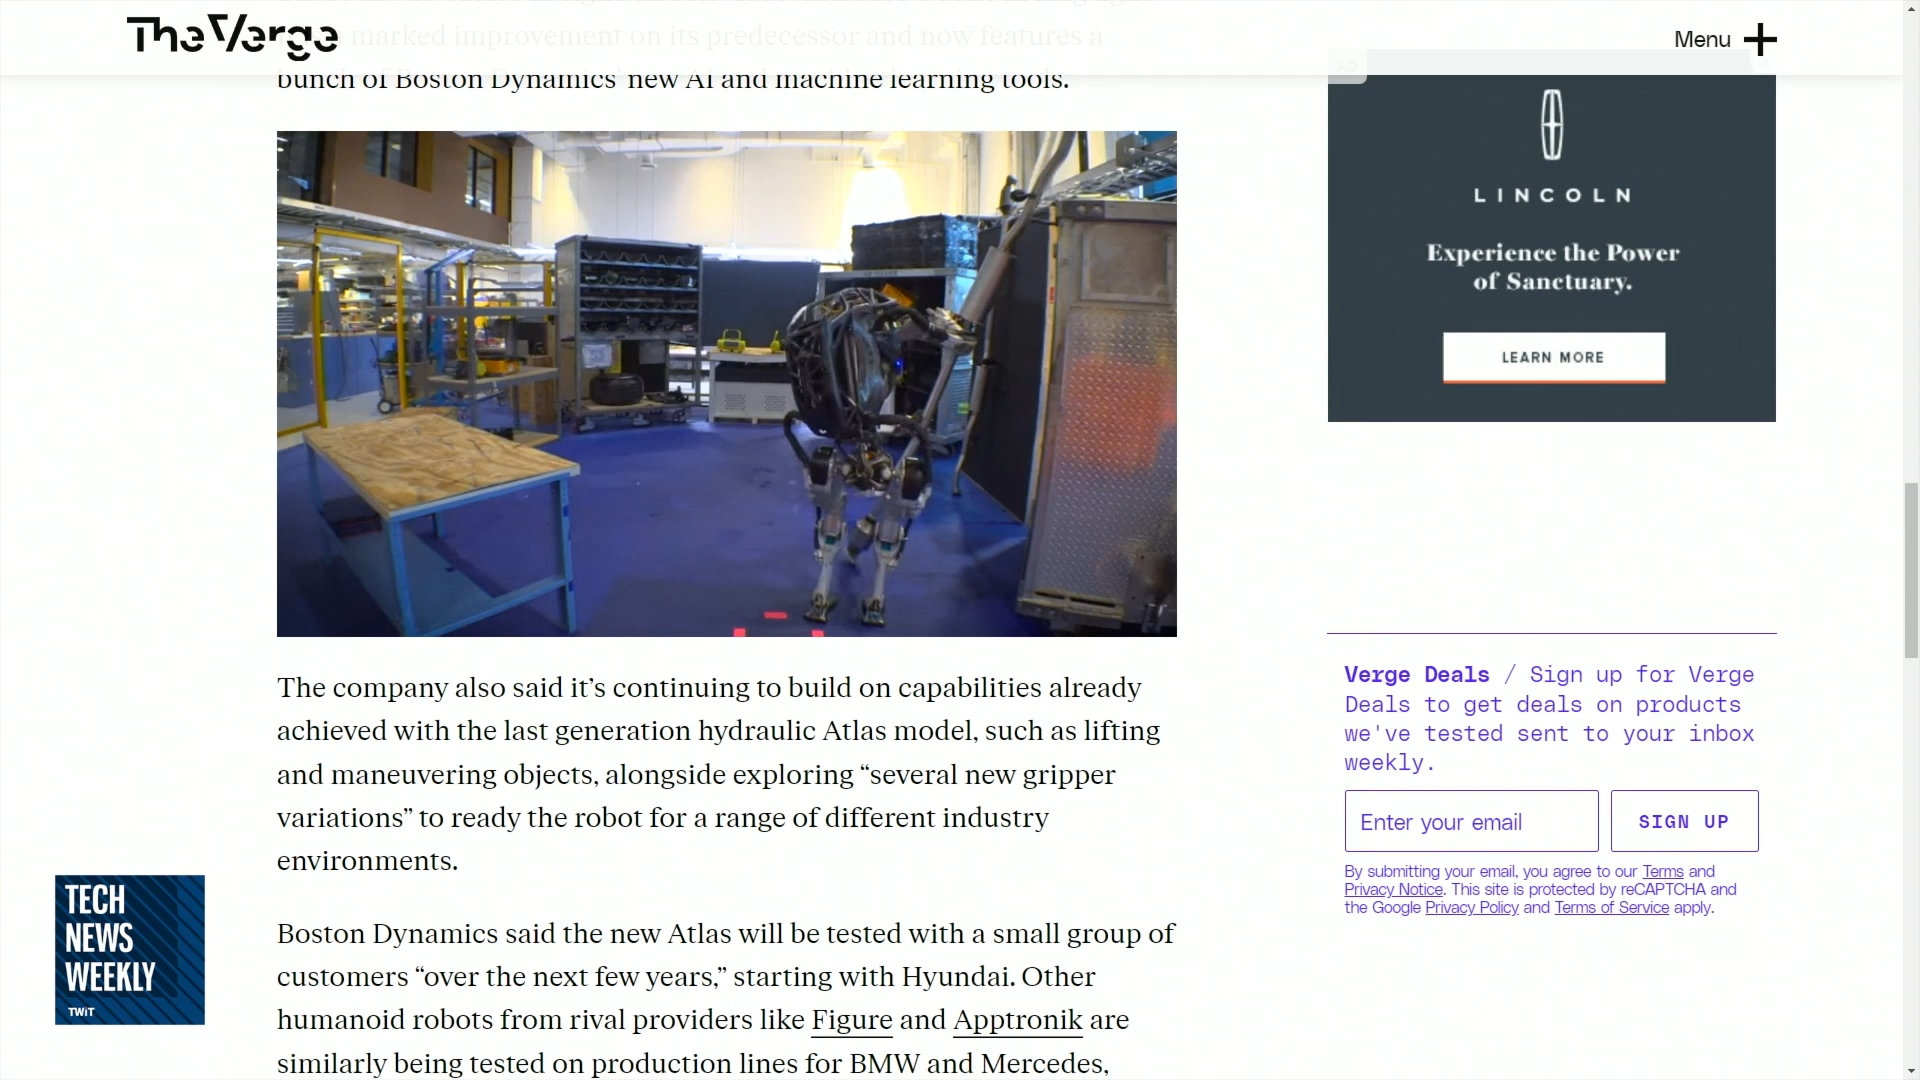 The Verge
Menu
marked improvement on its predecessor and now features a
bunch of Boston Dynamics’ new AI and machine learning tools.
AD
LINCOLN
Experience the Power
of Sanctuary.
LEARN MORE
The company also said it’s continuing to build on capabilities already
achieved with the last generation hydraulic Atlas model, such as lifting
and maneuvering objects, alongside exploring “several new gripper
variations” to ready the robot for a range of different industry
environments.
Boston Dynamics said the new Atlas will be tested with a small group of
customers “over the next few years,” starting with Hyundai. Other
humanoid robots from rival providers like Figure and Apptronik are
similarly being tested on production lines for BMW and Mercedes,
Verge Deals / Sign up for Verge
Deals to get deals on products
we've tested sent to your inbox
weekly.
Enter your email
SIGN UP
By submitting your email, you agree to our Terms and
Privacy Notice. This site is protected by reCAPTCHA and
the Google Privacy Policy and Terms of Service apply.
TECH
NEWS
WEEKLY
TWiT